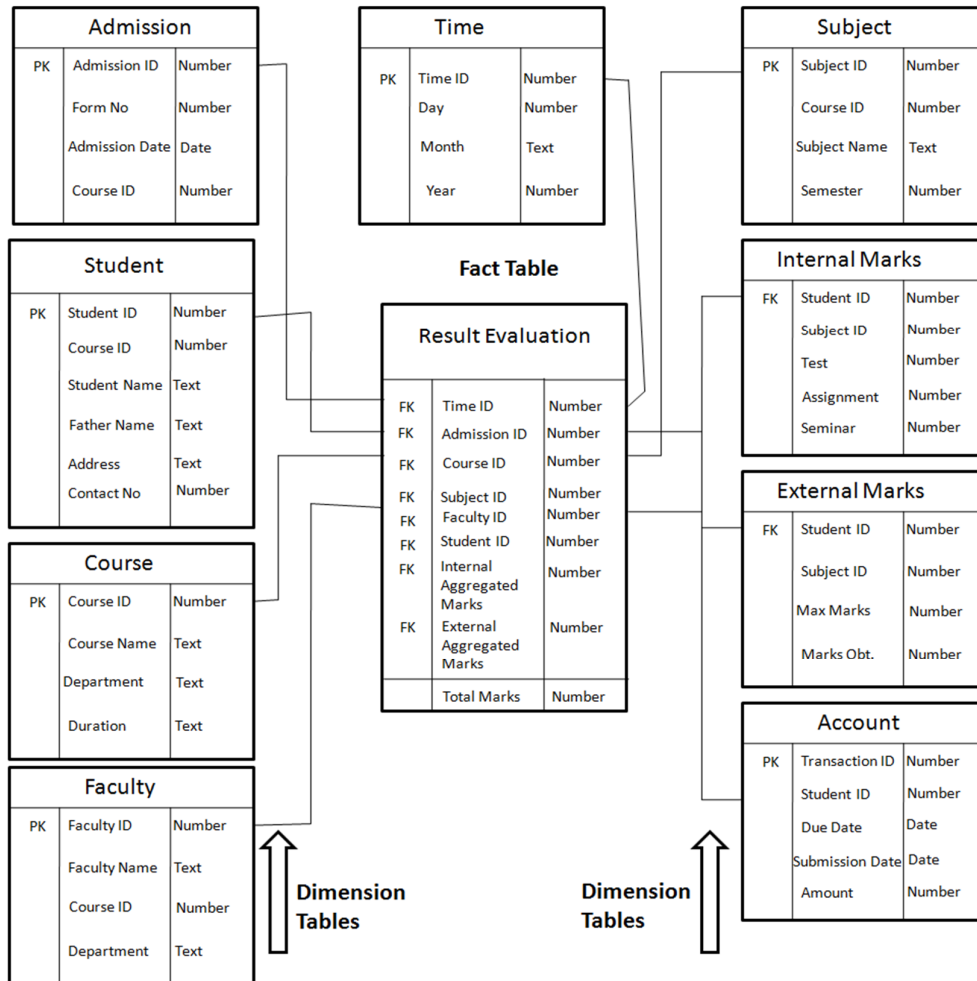 Admission
PK Admission ID Number
Form No Number
Admission Date Date
Course ID Number
Time
PK Time ID Number
Day Number
Month Text
Year Number
Subject
PK Subject ID Number
Course ID Number
Subject Name Text
Semester Number
Student
PK Student ID Number
Course ID Number
Student Name Text
Father Name Text
Address Text
Contact No Number
Fact Table
Result Evaluation
FK Time ID Number
FK Admission ID Number
FK Course ID Number
FK Subject ID Number
FK Faculty ID Number
FK Student ID Number
FK Internal Number
Aggregated
Marks
FK External Number
Aggregated
Marks
Total Marks Number
Internal Marks
FK Student ID Number
Subject ID Number
Test Number
Assignment Number
Seminar Number
Course
PK Course ID Number
Course Name Text
Department Text
Duration Text
External Marks
FK Student ID Number
Subject ID Number
Max Marks Number
Marks Obt. Number
Faculty
PK Faculty ID Number
Faculty Name Text
Course ID Number
Department Text
Dimension
Tables
Dimension
Tables
Account
PK Transaction ID Number
Student ID Number
Due Date Date
Submission Date Date
Amount Number